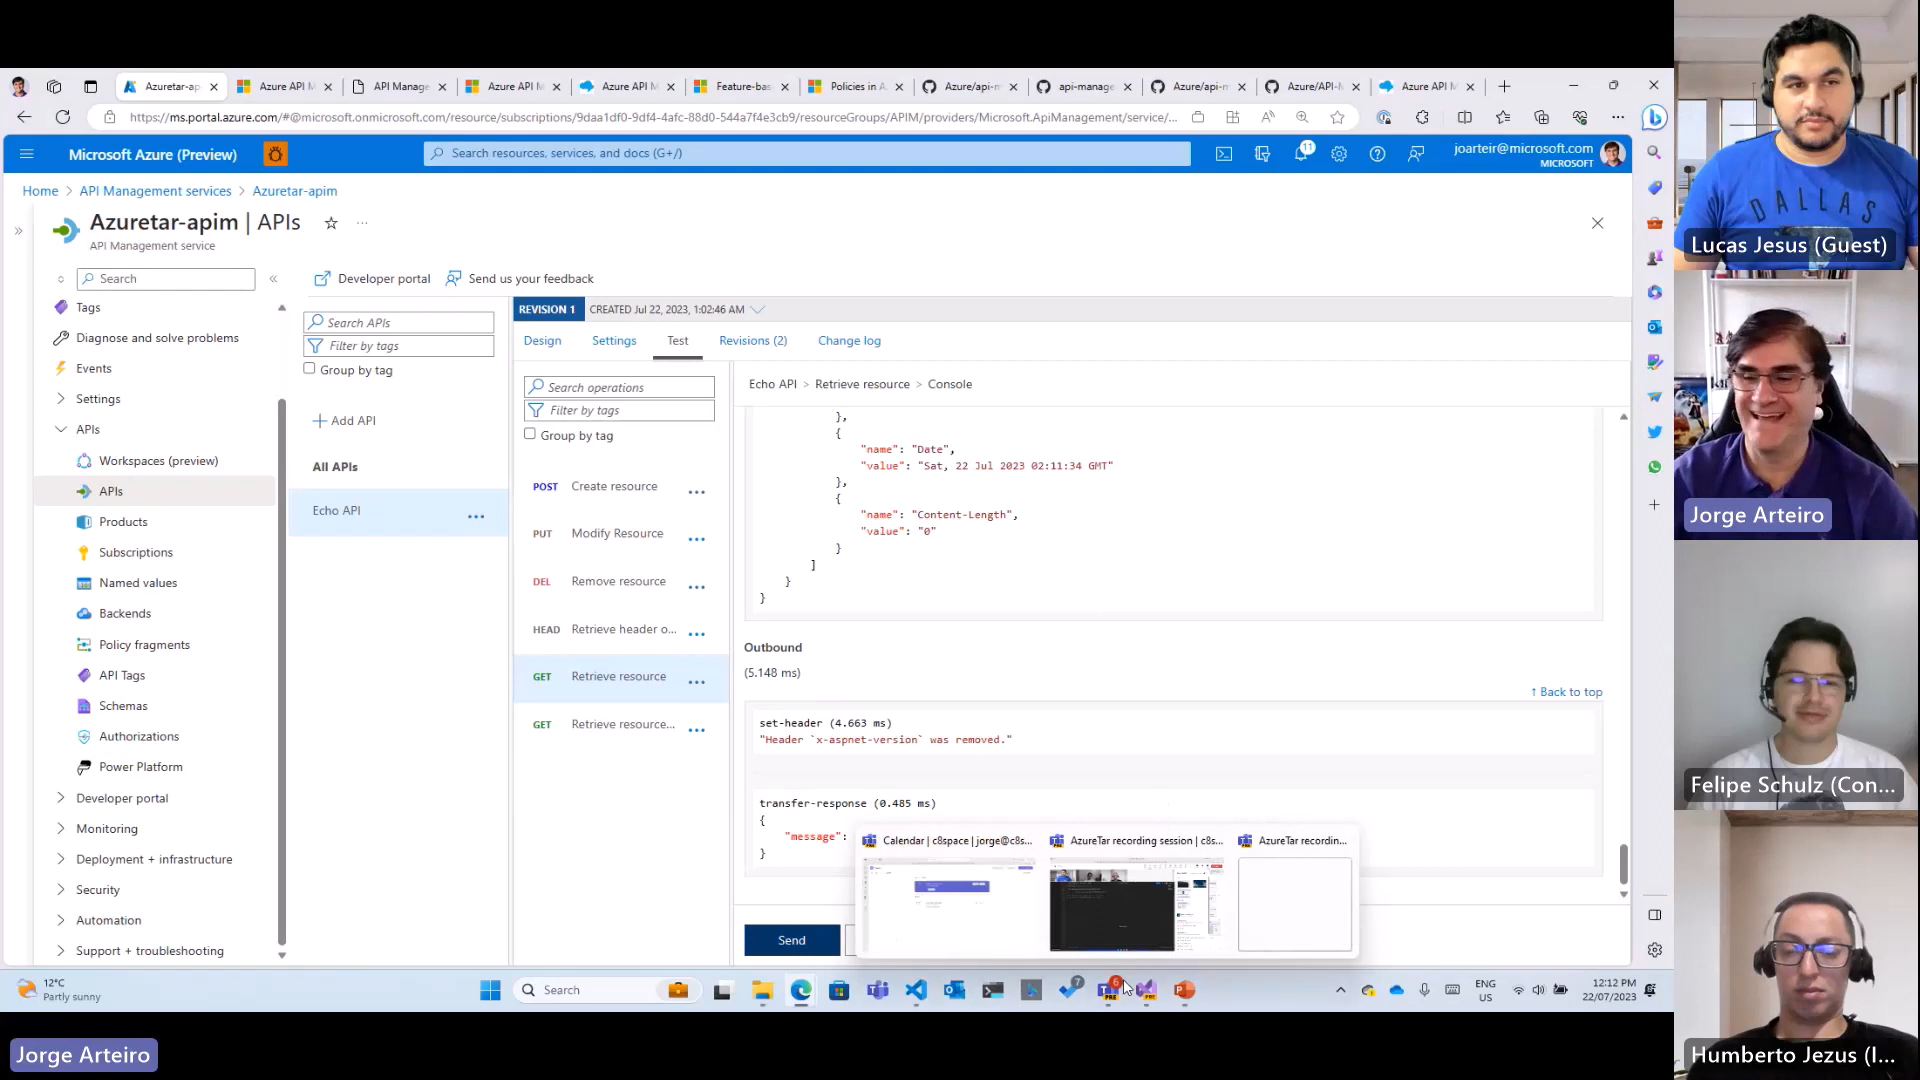 Azuretar-ap
Azure API M
API Manage
Azure API M
Azure API M
Feature-ba
Policies in A
Azure/api-m
api-manage
Azure/api-m
Azure/API-M
Azure API M
https://ms.portal.azure.com/#@microsoft.onmicrosoft.com/resource/subscriptions/9daa1df0-9df4-4afc-88d0-544a7f4e3cb9/resourceGroups/APIM/providers/Microsoft.ApiManagement/service/...
Microsoft Azure (Preview)
Search resources, services, and docs (G+/)
11
joarteir@microsoft.com
MICROSOFT
Home > API Management services > Azuretar-apim
Azuretar-apim | APIs
API Management service
Search
Developer portal
Send us your feedback
Tags
Diagnose and solve problems
Events
Settings
APIs
Workspaces (preview)
APIs
Products
Subscriptions
Named values
Backends
Policy fragments
API Tags
Schemas
Authorizations
Power Platform
Developer portal
Monitoring
Deployment + infrastructure
Security
Automation
Support + troubleshooting
Search APIs
Filter by tags
Group by tag
Add API
All APIs
Echo API
REVISION 1
CREATED Jul 22, 2023, 1:02:46 AM
Design
Settings
Test
Revisions (2)
Change log
Search operations
Filter by tags
Group by tag
POST Create resource
PUT Modify Resource
DEL Remove resource
HEAD Retrieve header o...
GET Retrieve resource
GET Retrieve resource...
Echo API > Retrieve resource > Console
},
{
"name": "Date",
"value": "Sat, 22 Jul 2023 02:11:34 GMT"
},
{
"name": "Content-Length",
"value": "0"
}
]
}
}
Outbound
(5.148 ms)
↑ Back to top
set-header (4.663 ms)
"Header `x-aspnet-version` was removed."
transfer-response (0.485 ms)
{
"message":
}
Calendar | c8space | jorge@c8s...
AzureTar recording session | c8s...
AzureTar recordin...
Send
12°C
Partly sunny
Search
7
6
PRE
PRE
ENG
US
12:12 PM
22/07/2023
Lucas Jesus (Guest)
DALLAS
Jorge Arteiro
Felipe Schulz (Con...
Humberto Jezus (I...
Jorge Arteiro